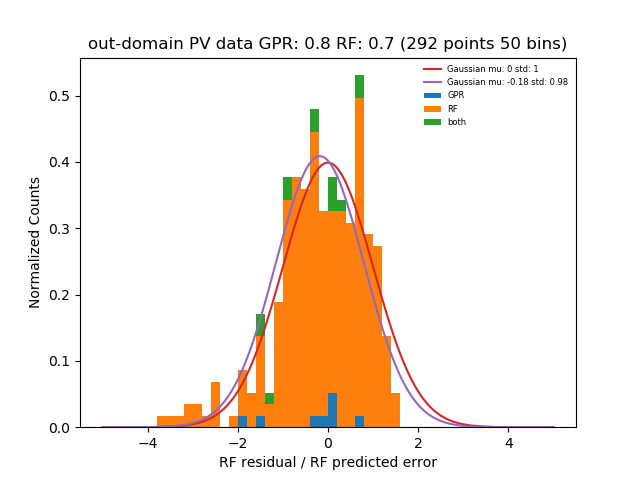 out-domain PV data GPR: 0.8 RF: 0.7 (292 points 50 bins)
Gaussian mu: 0 std: 1
Gaussian mu: -0.18 std: 0.98
GPR
RF
both
Normalized Counts
0.5
0.4
0.3
0.2
0.1
0.0
−4 −2 0 2 4
RF residual / RF predicted error